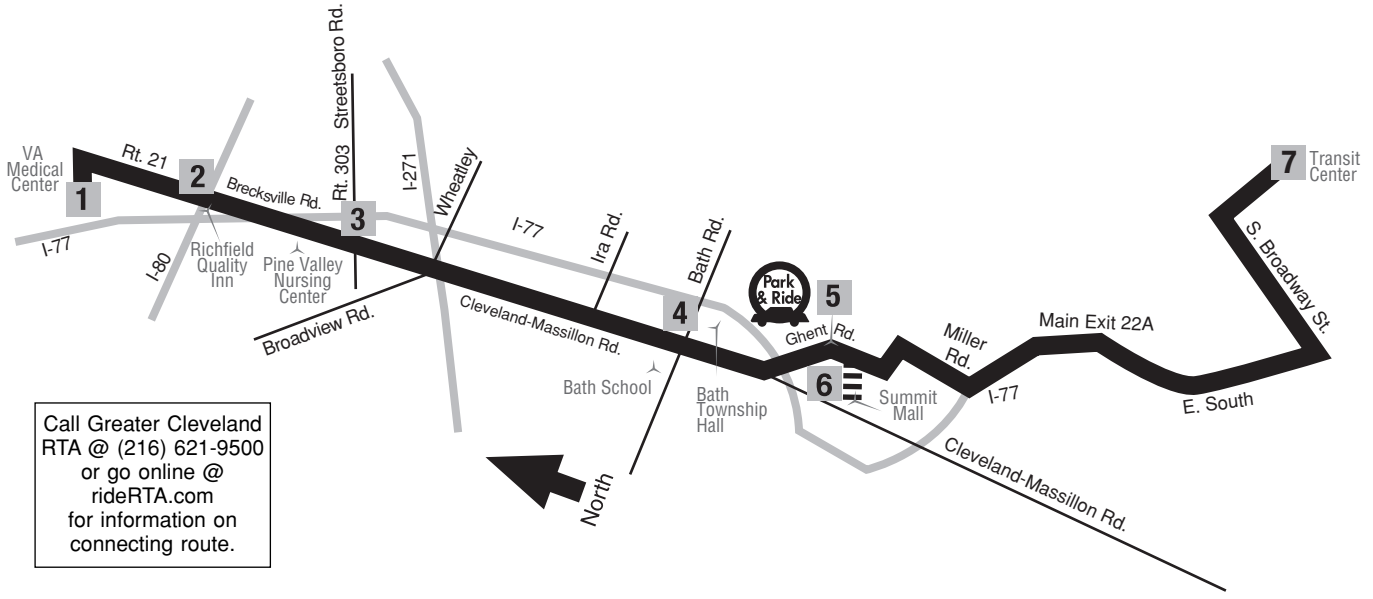 VA
Medical
Center
1
Rt. 21
2
Brecksville Rd.
Rt. 303 Streetsboro Rd.
3
I-271
Wheatley
I-77
I-80
Richfield
Quality
Inn
Pine Valley
Nursing
Center
Broadview Rd.
I-77
Ira Rd.
Bath Rd.
Cleveland-Massillon Rd.
4
Bath School
Bath
Township
Hall
Park
& Ride
5
Ghent Rd.
6
Summit
Mall
Miller
Rd.
I-77
Main Exit 22A
E. South
S. Broadway St.
7
Transit
Center
Cleveland-Massillon Rd.
North
Call Greater Cleveland
RTA @ (216) 621-9500
or go online @
rideRTA.com
for information on
connecting route.